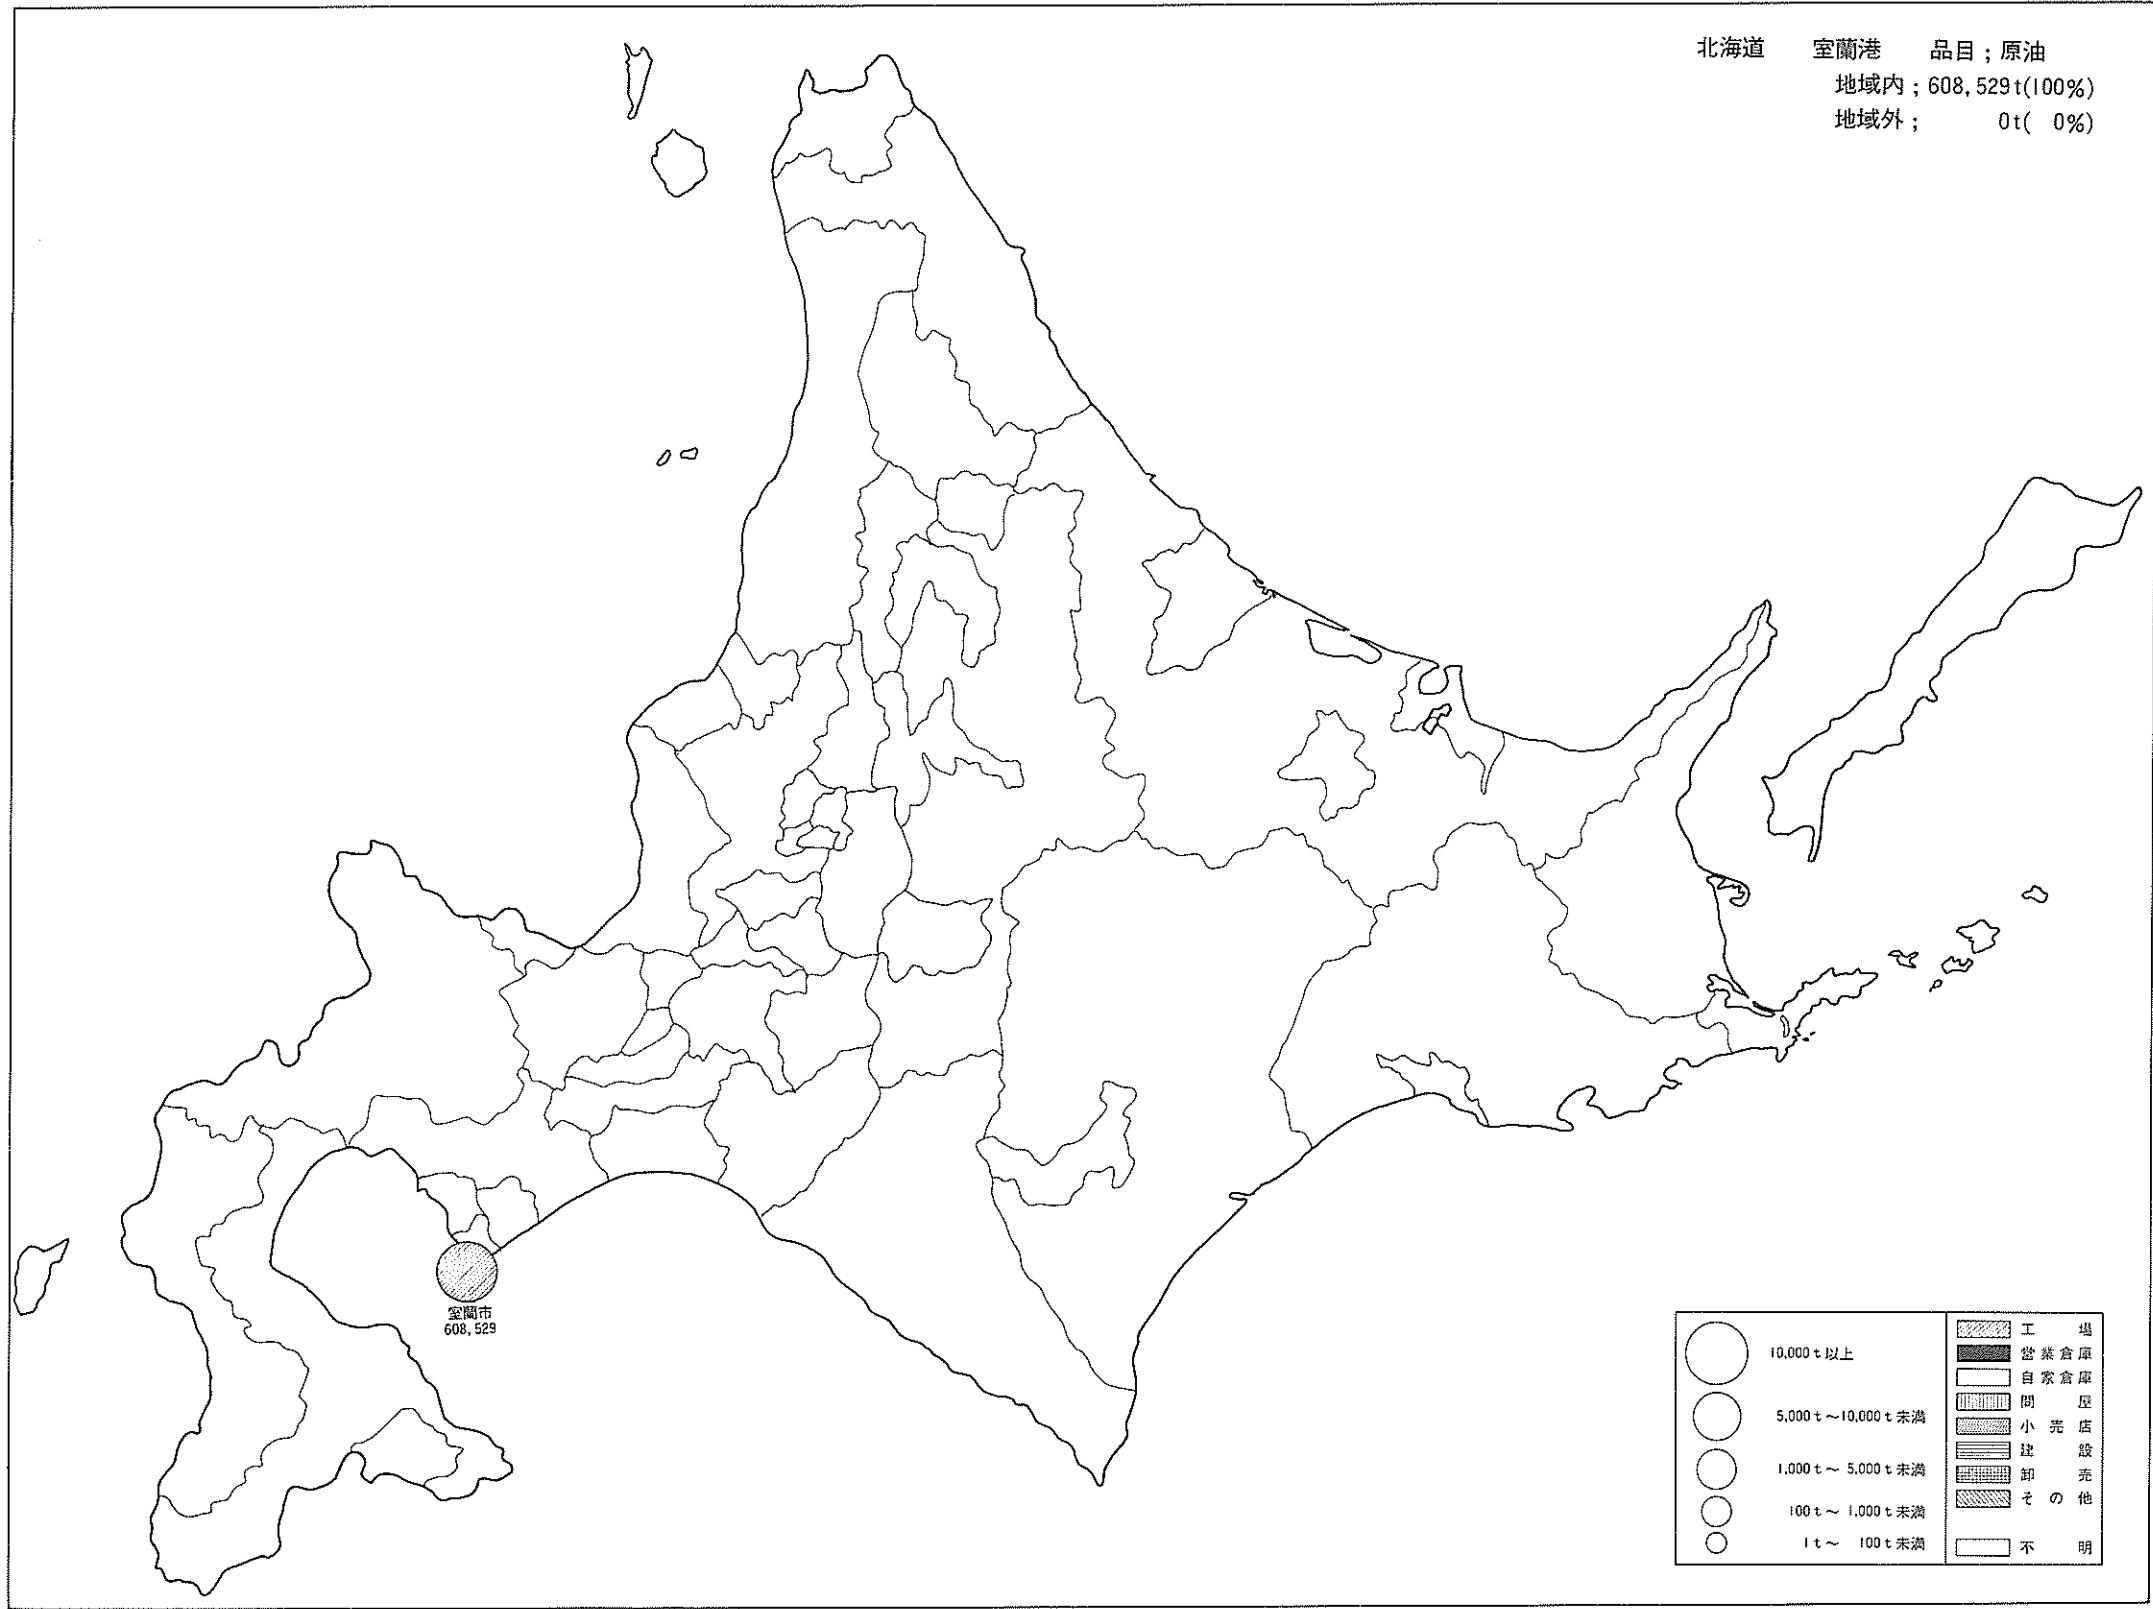 北海道　室蘭港　品目；原油
地域内；608,529t(100%)
地域外；0t( 0%)
室蘭市
608,529
10,000t以上
5,000t～10,000t未満
1,000t～5,000t未満
100t～1,000t未満
1t～100t未満
工場
営業倉庫
自家倉庫
問屋
小売店
建設
卸売
その他
不明